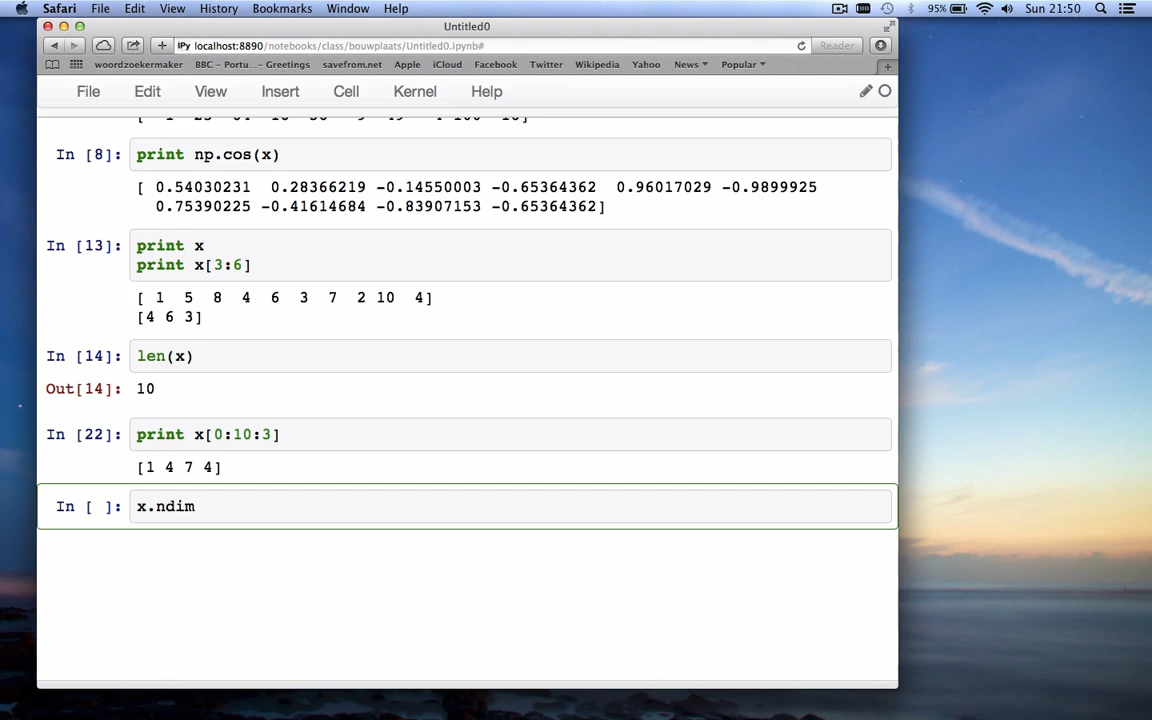 Safari File Edit View History Bookmarks Window Help 95% Sun 21:50
Untitled0
IPy localhost:8890/notebooks/class/bouwplaats/Untitled0.ipynb# Reader
woordzoekermaker BBC – Portu...– Greetings savefrom.net Apple iCloud Facebook Twitter Wikipedia Yahoo News Popular
File Edit View Insert Cell Kernel Help
In [8]: print np.cos(x)
[ 0.54030231 0.28366219 -0.14550003 -0.65364362 0.96017029 -0.9899925
0.75390225 -0.41614684 -0.83907153 -0.65364362]
In [13]: print x
print x[3:6]
[ 1 5 8 4 6 3 7 2 10 4]
[4 6 3]
In [14]: len(x)
Out[14]: 10
In [22]: print x[0:10:3]
[1 4 7 4]
In [ ]: x.ndim